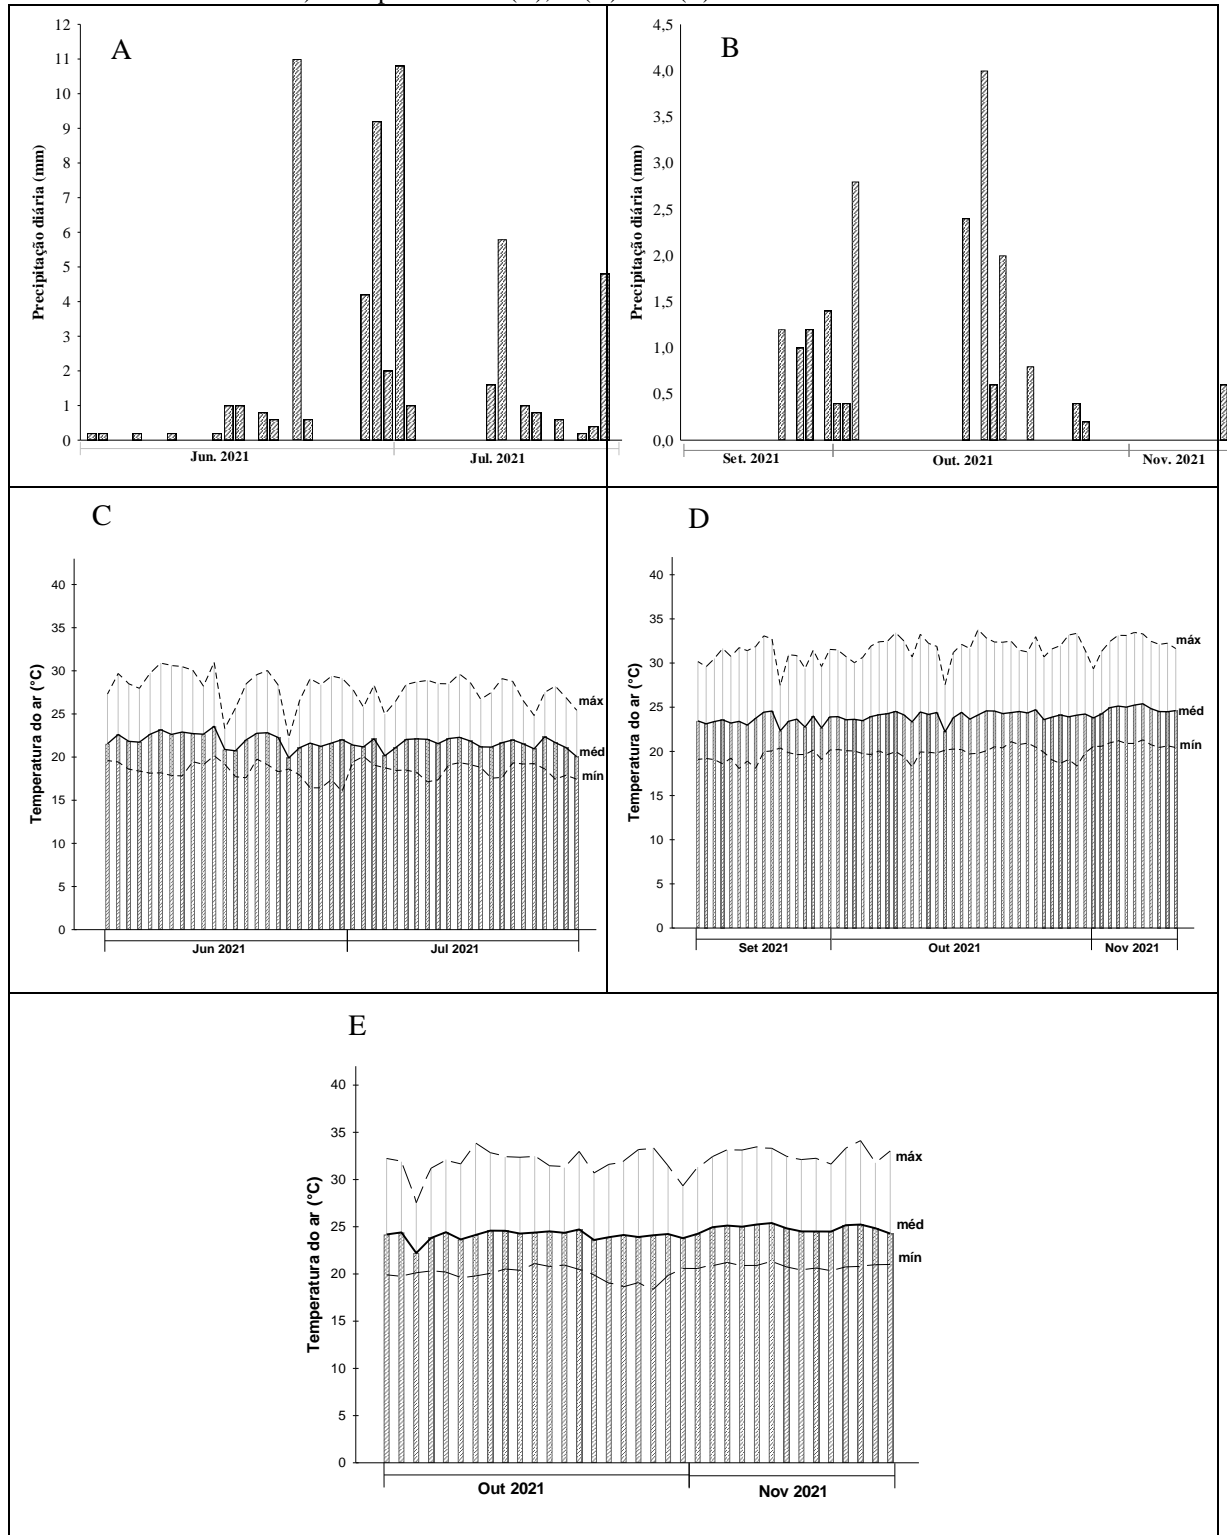 A
Precipitação diária (mm)
12
11
10
9
8
7
6
5
4
3
2
1
0
Jun. 2021
Jul. 2021
B
Precipitação diária (mm)
4,5
4,0
3,5
3,0
2,5
2,0
1,5
1,0
0,5
0,0
Set. 2021
Out. 2021
Nov. 2021
C
Temperatura do ar (°C)
40
35
30
25
20
15
10
5
0
máx
méd
mín
Jun 2021
Jul 2021
D
Temperatura do ar (°C)
40
35
30
25
20
15
10
5
0
máx
méd
mín
Set 2021
Out 2021
Nov 2021
E
Temperatura do ar (°C)
40
35
30
25
20
15
10
5
0
máx
méd
mín
Out 2021
Nov 2021